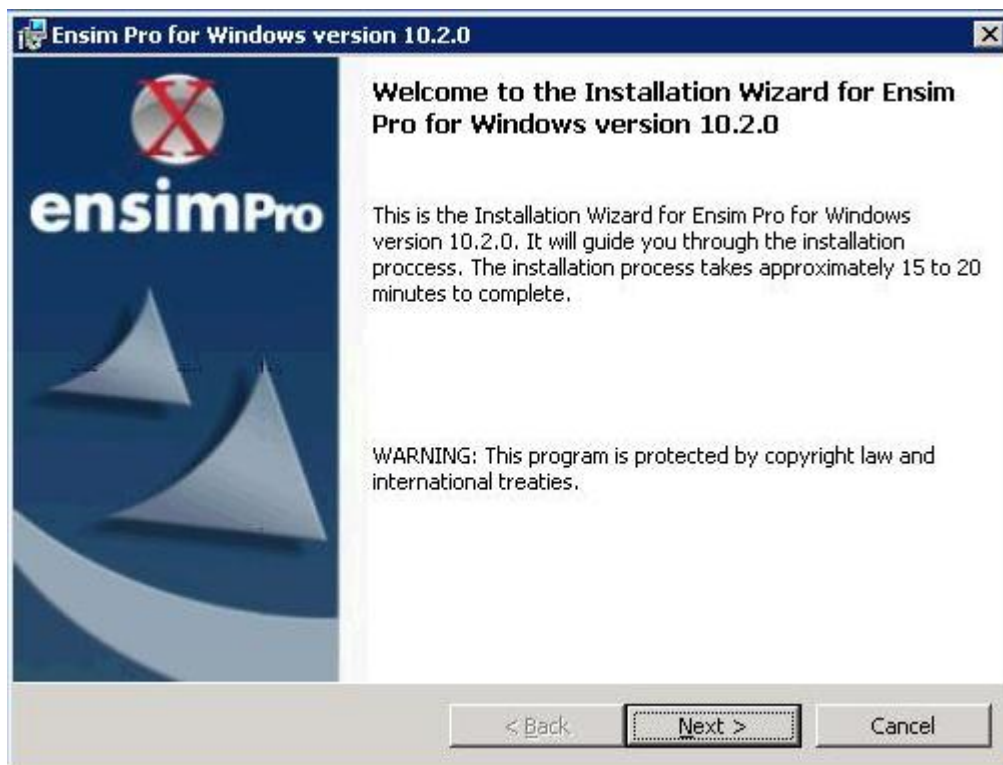 Ensim Pro for Windows version 10.2.0
X
ensimPro
Welcome to the Installation Wizard for Ensim
Pro for Windows version 10.2.0
This is the Installation Wizard for Ensim Pro for Windows
version 10.2.0. It will guide you through the installation
proccess. The installation process takes approximately 15 to 20
minutes to complete.
WARNING: This program is protected by copyright law and
international treaties.
< Back
Next >
Cancel